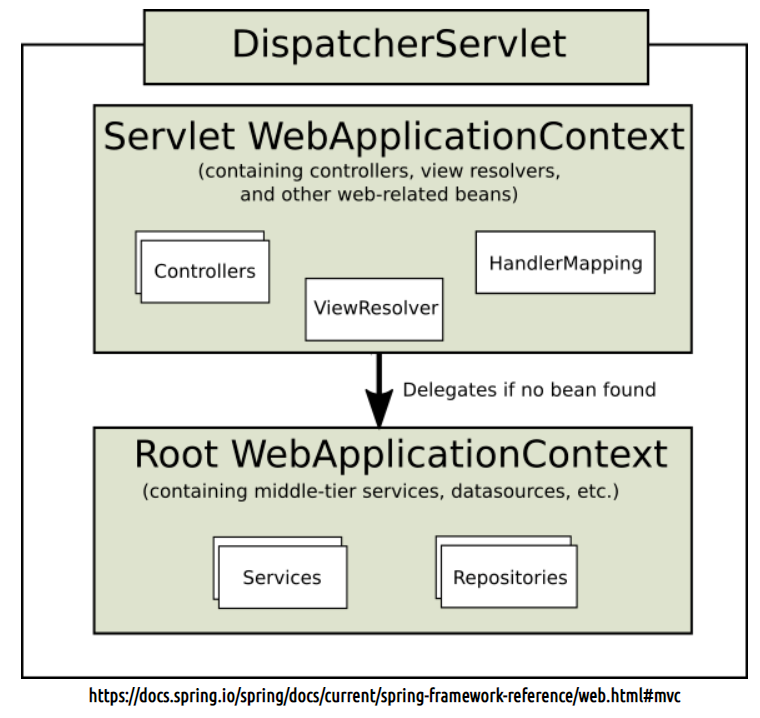 DispatcherServlet
Servlet WebApplicationContext
(containing controllers, view resolvers,
and other web-related beans)
Controllers
HandlerMapping
ViewResolver
Delegates if no bean found
Root WebApplicationContext
(containing middle-tier services, datasources, etc.)
Services
Repositories
https://docs.spring.io/spring/docs/current/spring-framework-reference/web.html#mvc